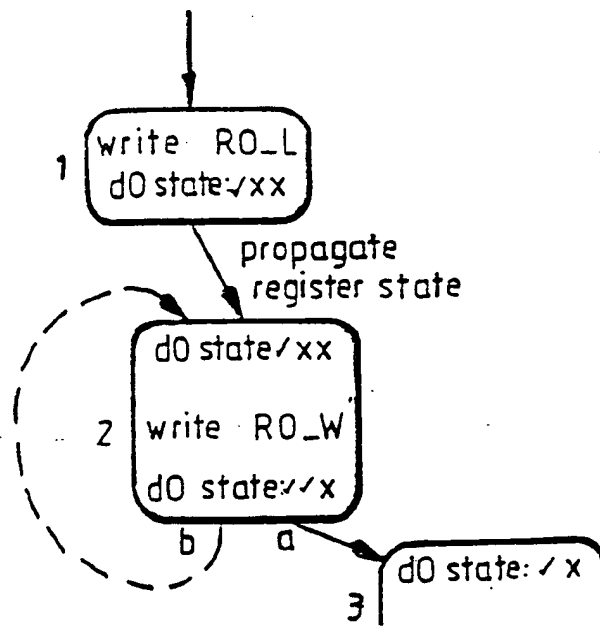 1
write RO_L
dO state:✓xx
propagate
register state
dO state✓xx
2
write RO_W
dO state:✓✓x
b a
dO state: ✓ x
3